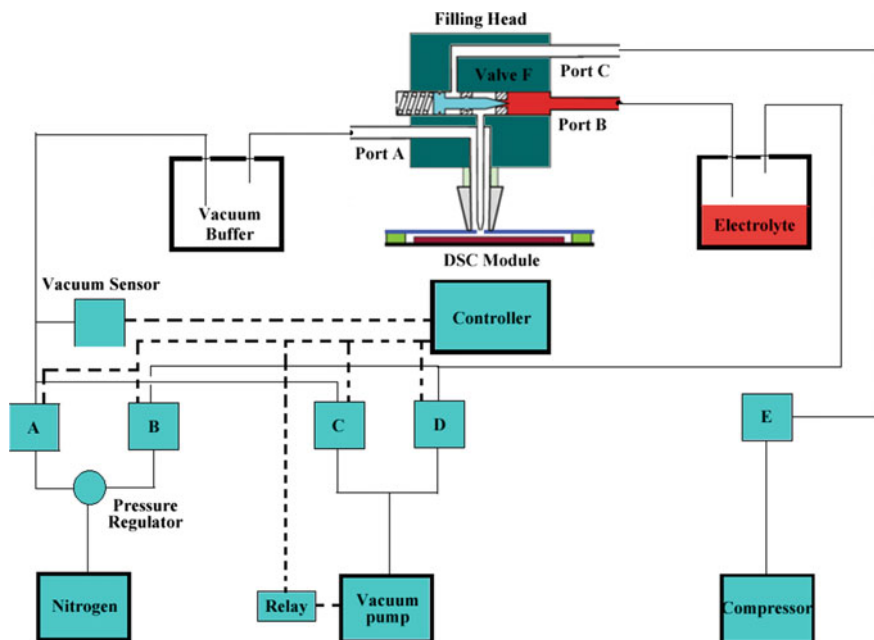 Filling Head
Valve F
Port C
Port B
Port A
Vacuum
Buffer
Electrolyte
DSC Module
Vacuum Sensor
Controller
A
B
C
D
E
Pressure
Regulator
Nitrogen
Relay
Vacuum
pump
Compressor